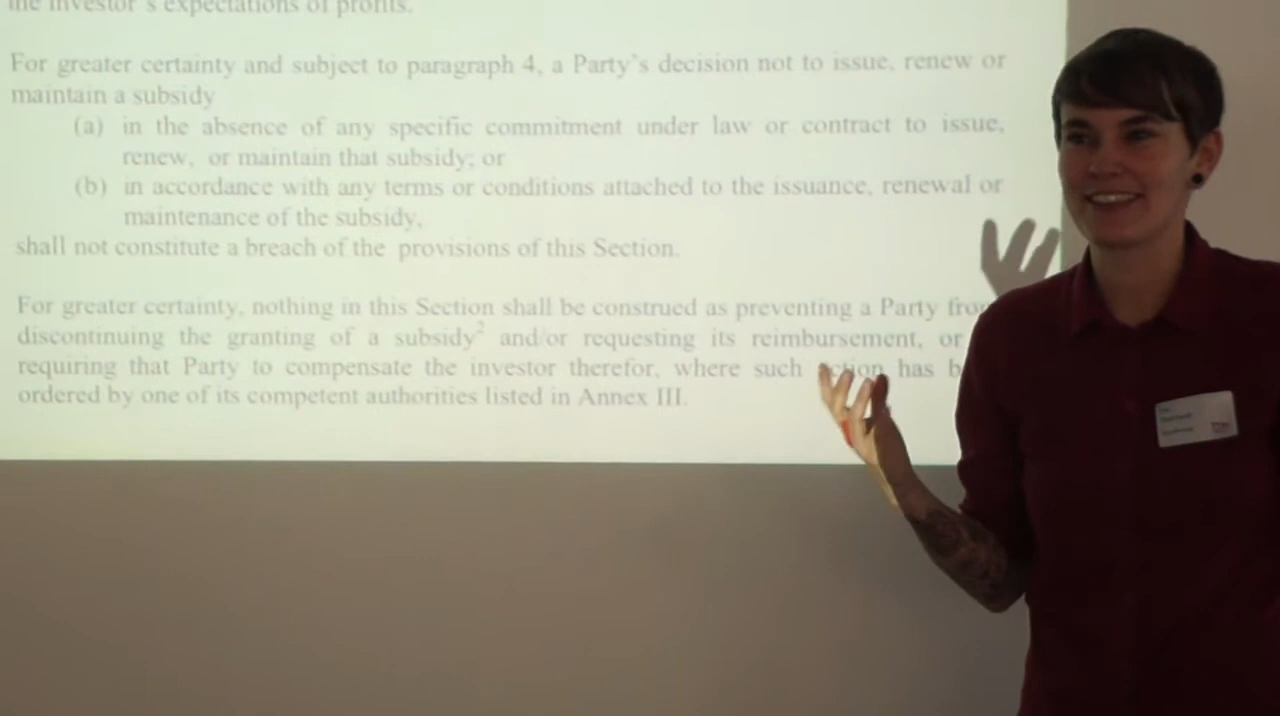 the investor's expectations of profits.
For greater certainty and subject to paragraph 4, a Party's decision not to issue, renew or
maintain a subsidy
(a) in the absence of any specific commitment under law or contract to issue,
renew, or maintain that subsidy; or
(b) in accordance with any terms or conditions attached to the issuance, renewal or
maintenance of the subsidy,
shall not constitute a breach of the provisions of this Section.
For greater certainty, nothing in this Section shall be construed as preventing a Party from
discontinuing the granting of a subsidy² and/or requesting its reimbursement, or
requiring that Party to compensate the investor therefor, where such action has b
ordered by one of its competent authorities listed in Annex III.